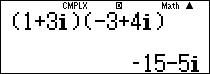 CMPLX D Math ▲
(1+3i)(-3+4i)
-15-5i